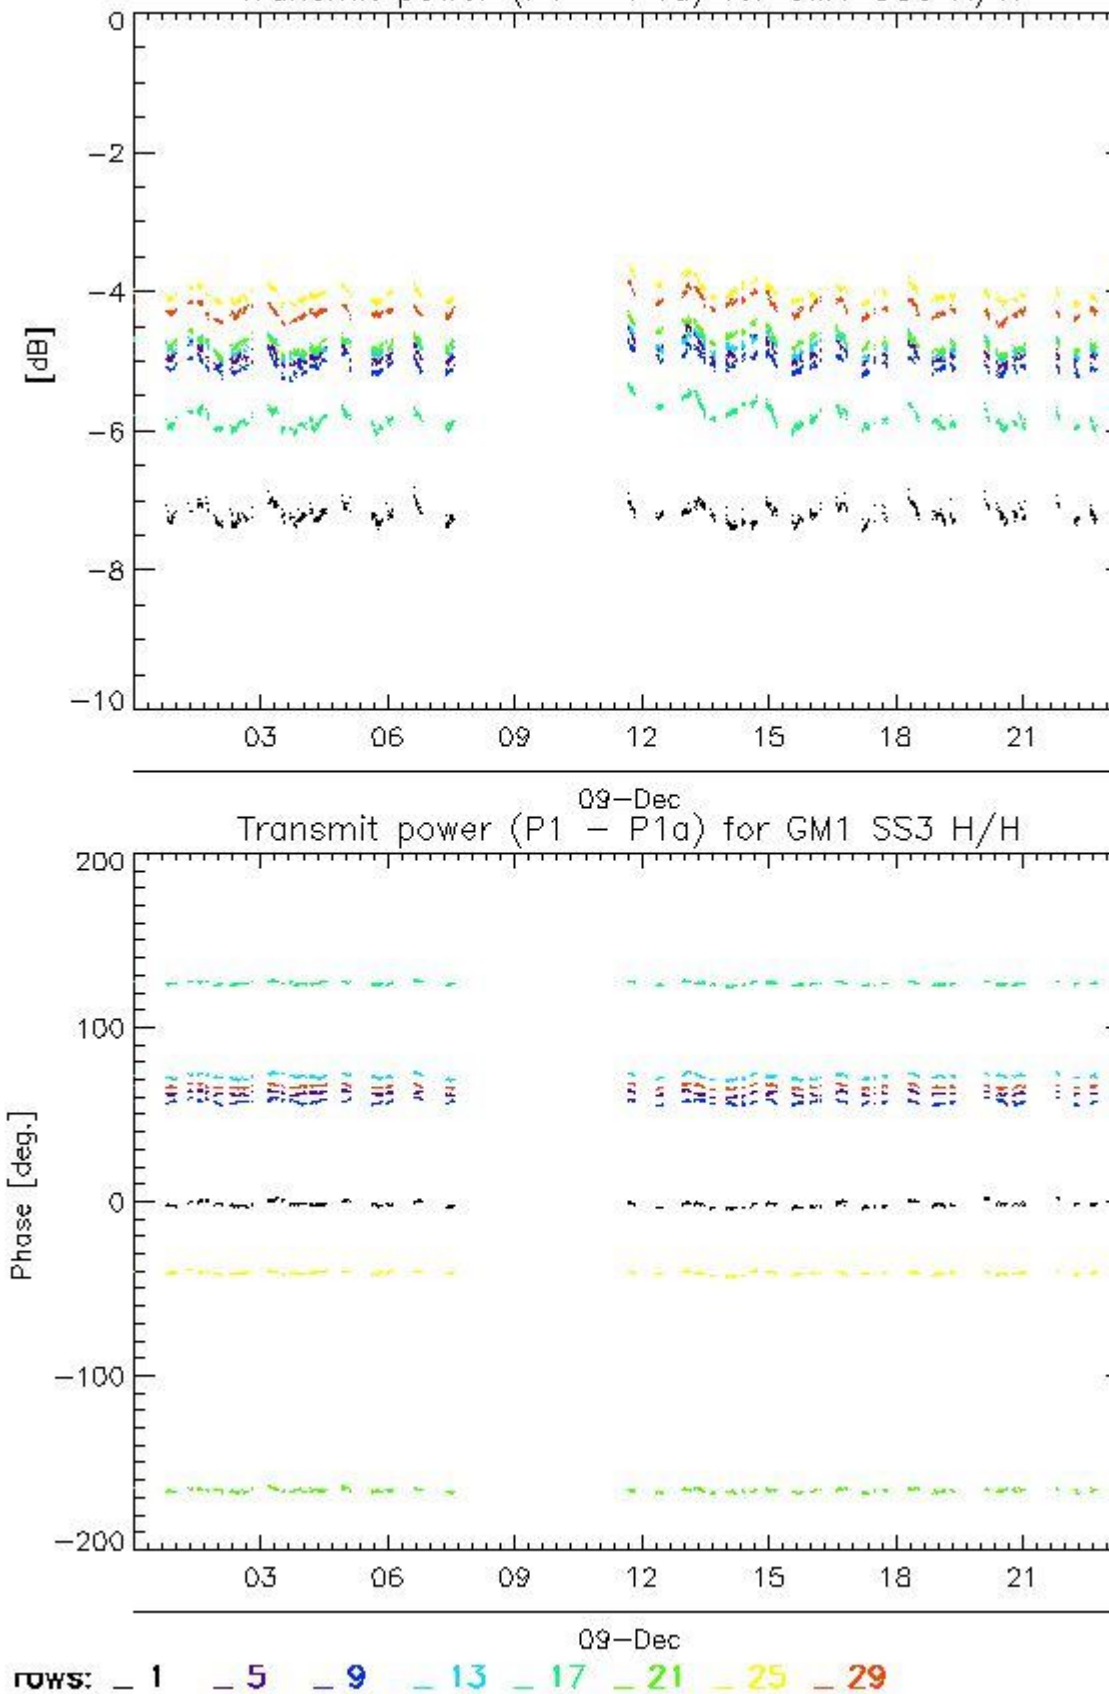 0
−2
−4
[dB]
−6
−8
−10
03 06 09 12 15 18 21
09−Dec
Transmit power (P1 − P1a) for GM1 SS3 H/H
200
100
0
Phase [deg.]
−100
−200
03 06 09 12 15 18 21
09−Dec
rows: _ 1 _ 5 _ 9 _ 13 _ 17 _ 21 _ 25 _ 29